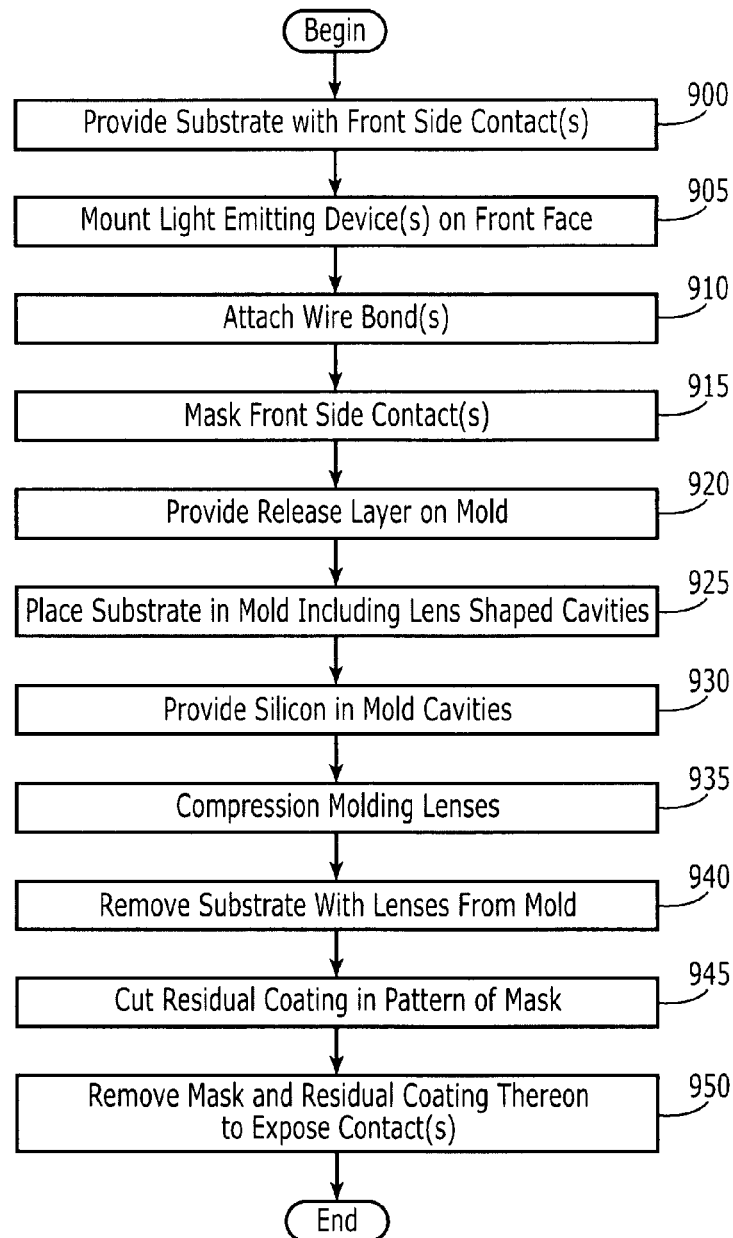 Begin
Provide Substrate with Front Side Contact(s)
900
Mount Light Emitting Device(s) on Front Face
905
Attach Wire Bond(s)
910
Mask Front Side Contact(s)
915
Provide Release Layer on Mold
920
Place Substrate in Mold Including Lens Shaped Cavities
925
Provide Silicon in Mold Cavities
930
Compression Molding Lenses
935
Remove Substrate With Lenses From Mold
940
Cut Residual Coating in Pattern of Mask
945
Remove Mask and Residual Coating Thereon
to Expose Contact(s)
950
End